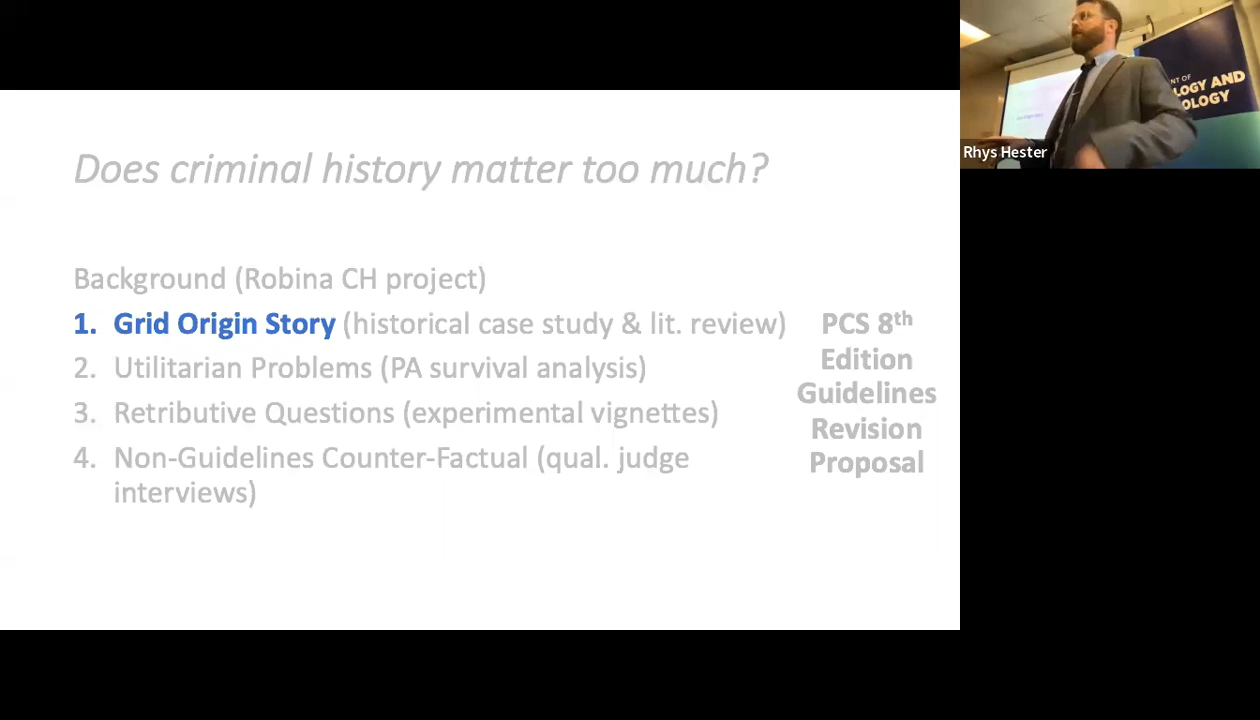 Does criminal history matter too much?
Background (Robina CH project)
1. Grid Origin Story (historical case study & lit. review)
2. Utilitarian Problems (PA survival analysis)
3. Retributive Questions (experimental vignettes)
4. Non-Guidelines Counter-Factual (qual. judge
interviews)
PCS 8th
Edition
Guidelines
Revision
Proposal
NT OF
LOGY AND
OLOGY
Rhys Hester